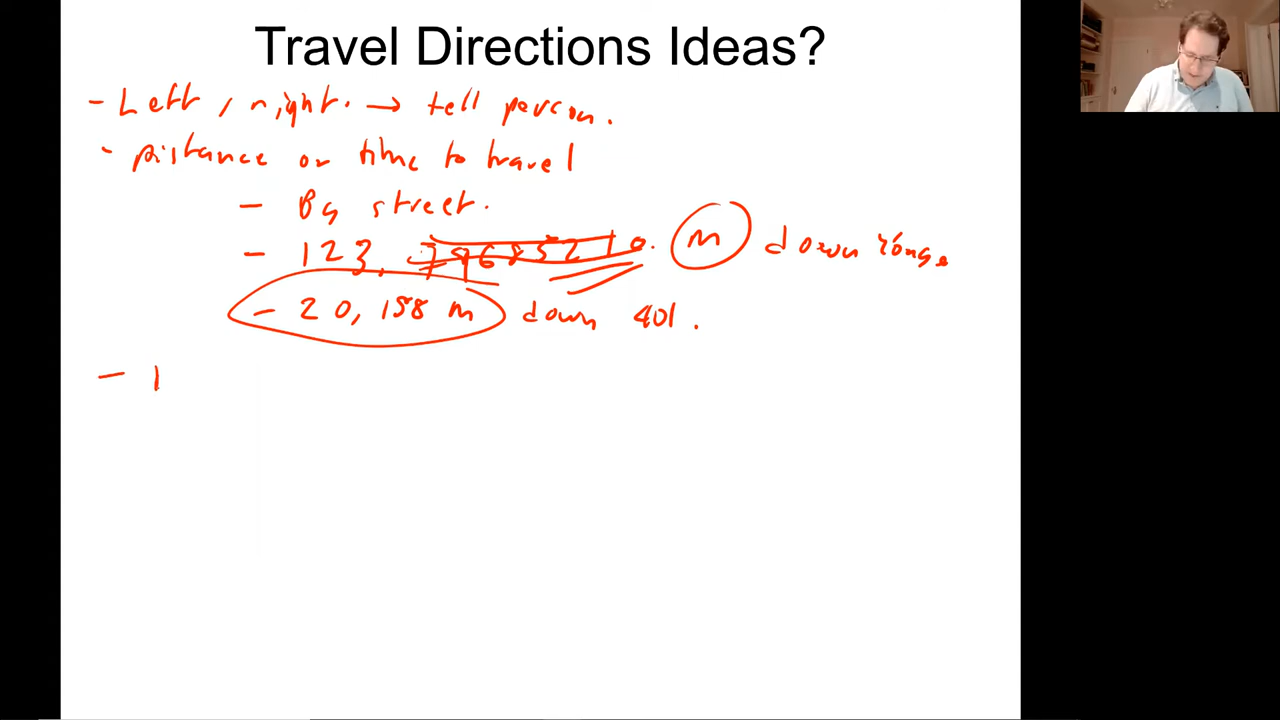 Travel Directions Ideas?
- Left, right. → tell person.
- Distance or time to travel
- By street.
- 123.79685210. m down Yonge
- 20,158 m down 401.
- I